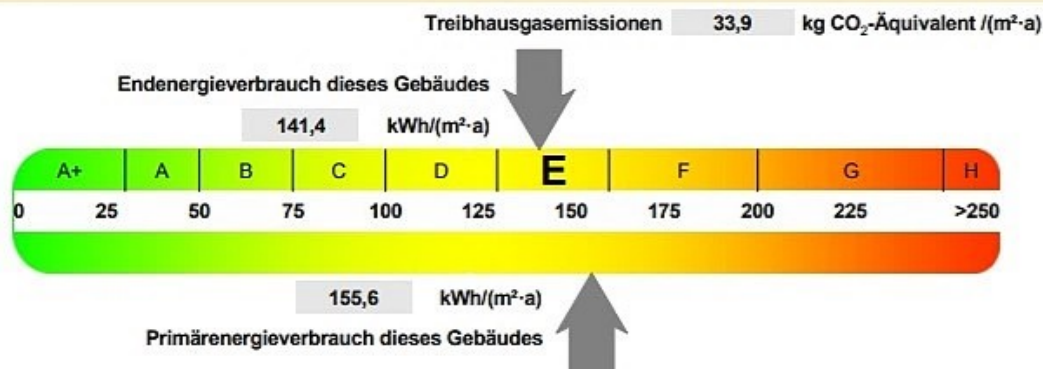 Treibhausgasemissionen 33,9 kg CO₂-Äquivalent /(m²·a)
Endenergieverbrauch dieses Gebäudes
141,4 kWh/(m²·a)
A+ A B C D E F G H
0 25 50 75 100 125 150 175 200 225 >250
155,6 kWh/(m²·a)
Primärenergieverbrauch dieses Gebäudes